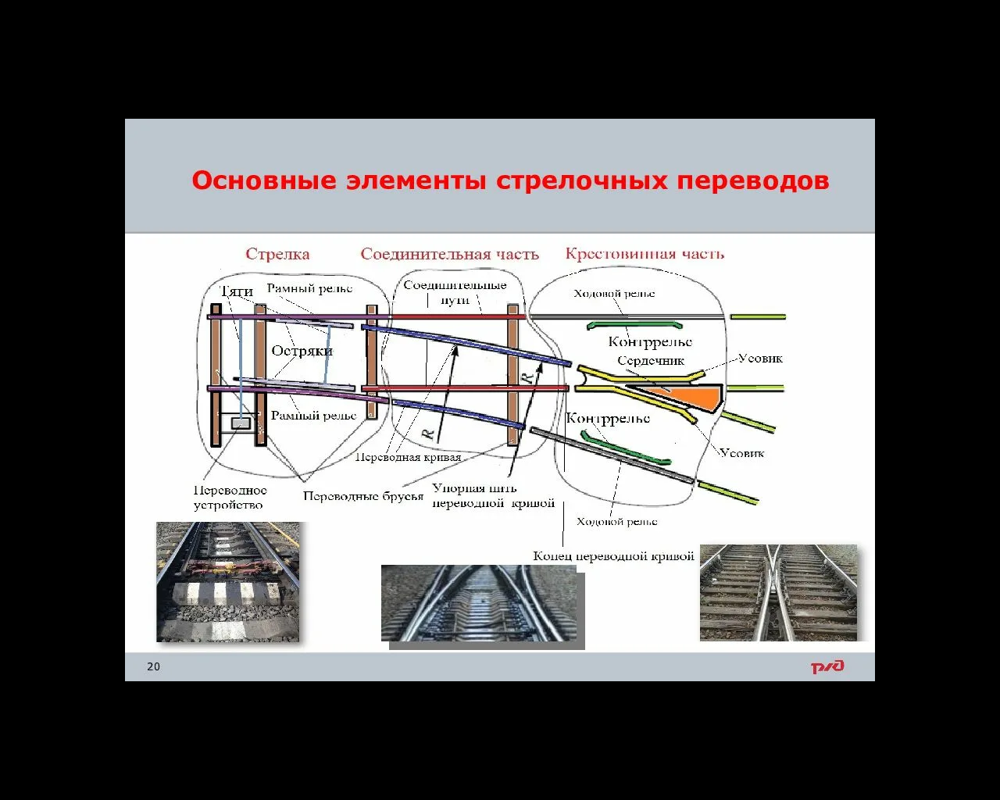 Основные элементы стрелочных переводов
Стрелка
Соединительная часть
Крестовинная часть
Тяги
Рамный рельс
Соединительные
пути
Ходовой рельс
Остряки
Контррельс
Сердечник
Усовик
Рамный рельс
R
R
Контррельс
Усовик
Переводная кривая
Переводное
устройство
Переводные брусья
Упорная нить
переводной кривой
Ходовой рельс
Конец переводной кривой
20
ржд